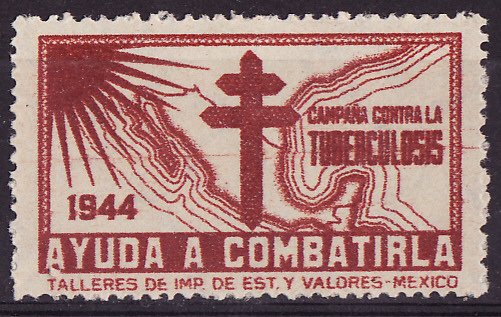 CAMPAÑA CONTRA LA
TUBERCULOSIS
1944
AYUDA A COMBATIRLA
TALLERES DE IMP. DE EST. Y VALORES-MEXICO